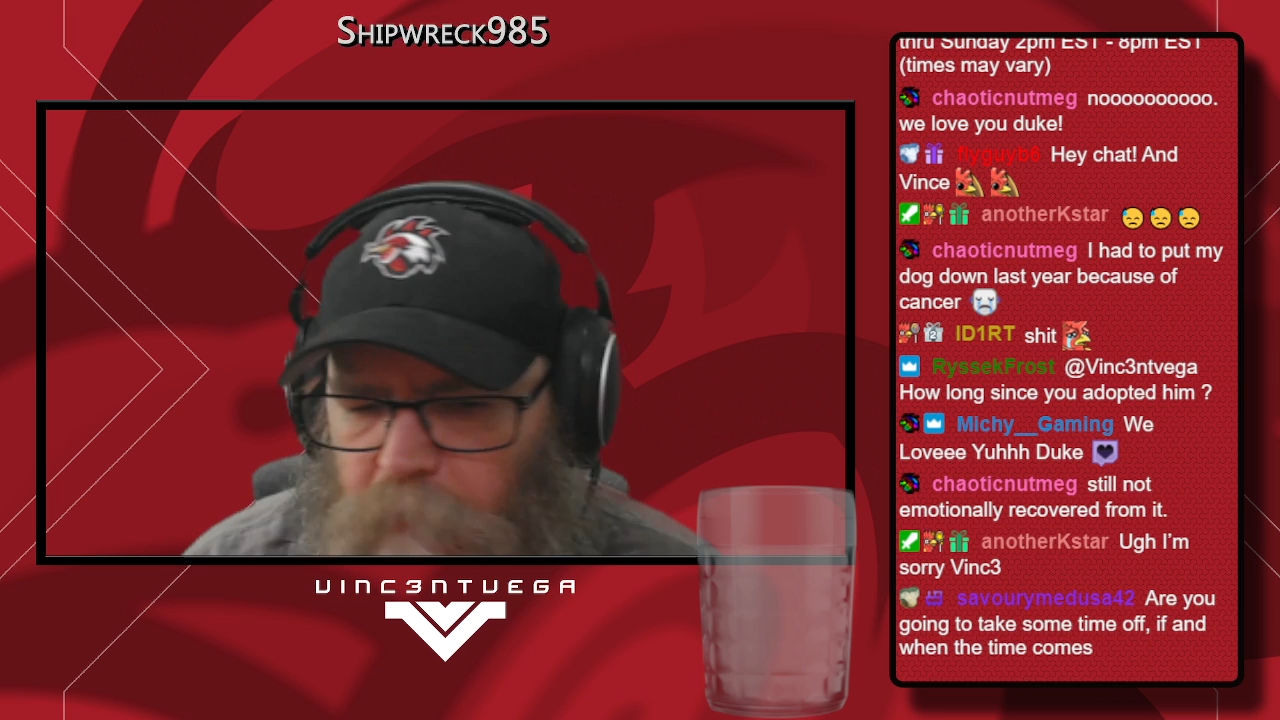 Shipwreck985
thru Sunday 2pm EST - 8pm EST
(times may vary)
chaoticnutmeg noooooooooo.
we love you duke!
flyguyb6 Hey chat! And
Vince
anotherKstar
chaoticnutmeg I had to put my
dog down last year because of
cancer
ID1RT shit
RyssekFrost @Vinc3ntvega
How long since you adopted him ?
Michy__Gaming We
Loveee Yuhhh Duke
chaoticnutmeg still not
emotionally recovered from it.
anotherKstar Ugh I'm
sorry Vinc3
savourymedusa42 Are you
going to take some time off, if and
when the time comes
VINC3NTVEGA